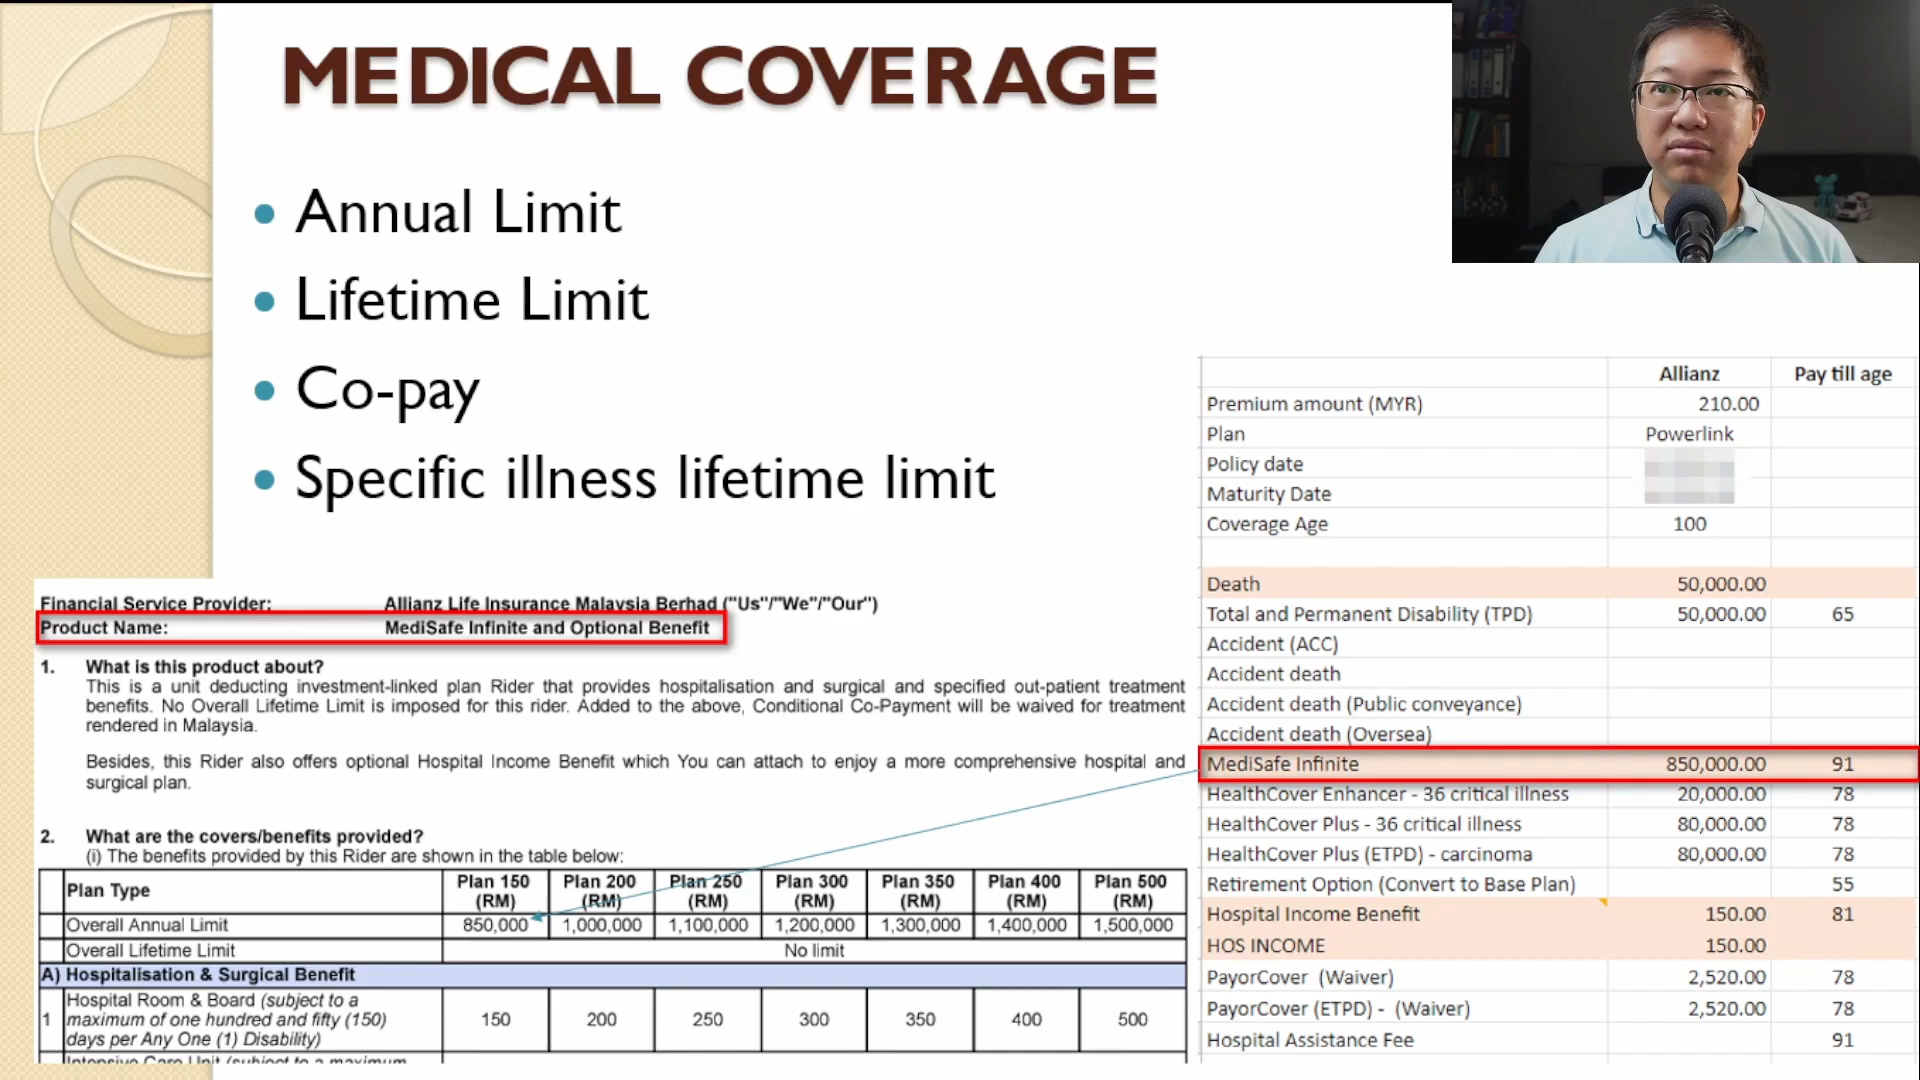 MEDICAL COVERAGE
• Annual Limit
• Lifetime Limit
• Co-pay
• Specific illness lifetime limit
Financial Service Provider: Allianz Life Insurance Malaysia Berhad ("Us"/"We"/"Our")
Product Name: MediSafe Infinite and Optional Benefit
1. What is this product about?
This is a unit deducting investment-linked plan Rider that provides hospitalisation and surgical and specified out-patient treatment
benefits. No Overall Lifetime Limit is imposed for this rider. Added to the above, Conditional Co-Payment will be waived for treatment
rendered in Malaysia.
Besides, this Rider also offers optional Hospital Income Benefit which You can attach to enjoy a more comprehensive hospital and
surgical plan.
2. What are the covers/benefits provided?
(i) The benefits provided by this Rider are shown in the table below:
Plan Type Plan 150 (RM) Plan 200 (RM) Plan 250 (RM) Plan 300 (RM) Plan 350 (RM) Plan 400 (RM) Plan 500 (RM)
Overall Annual Limit 850,000 1,000,000 1,100,000 1,200,000 1,300,000 1,400,000 1,500,000
Overall Lifetime Limit No limit
A) Hospitalisation & Surgical Benefit
1 Hospital Room & Board (subject to a
maximum of one hundred and fifty (150) 150 200 250 300 350 400 500
days per Any One (1) Disability)
Intensive Care Unit (subject to a maximum
Allianz Pay till age
Premium amount (MYR) 210.00
Plan Powerlink
Policy date
Maturity Date
Coverage Age 100
Death 50,000.00
Total and Permanent Disability (TPD) 50,000.00 65
Accident (ACC)
Accident death
Accident death (Public conveyance)
Accident death (Oversea)
MediSafe Infinite 850,000.00 91
HealthCover Enhancer - 36 critical illness 20,000.00 78
HealthCover Plus - 36 critical illness 80,000.00 78
HealthCover Plus (ETPD) - carcinoma 80,000.00 78
Retirement Option (Convert to Base Plan) 55
Hospital Income Benefit 150.00 81
HOS INCOME 150.00
PayorCover (Waiver) 2,520.00 78
PayorCover (ETPD) - (Waiver) 2,520.00 78
Hospital Assistance Fee 91